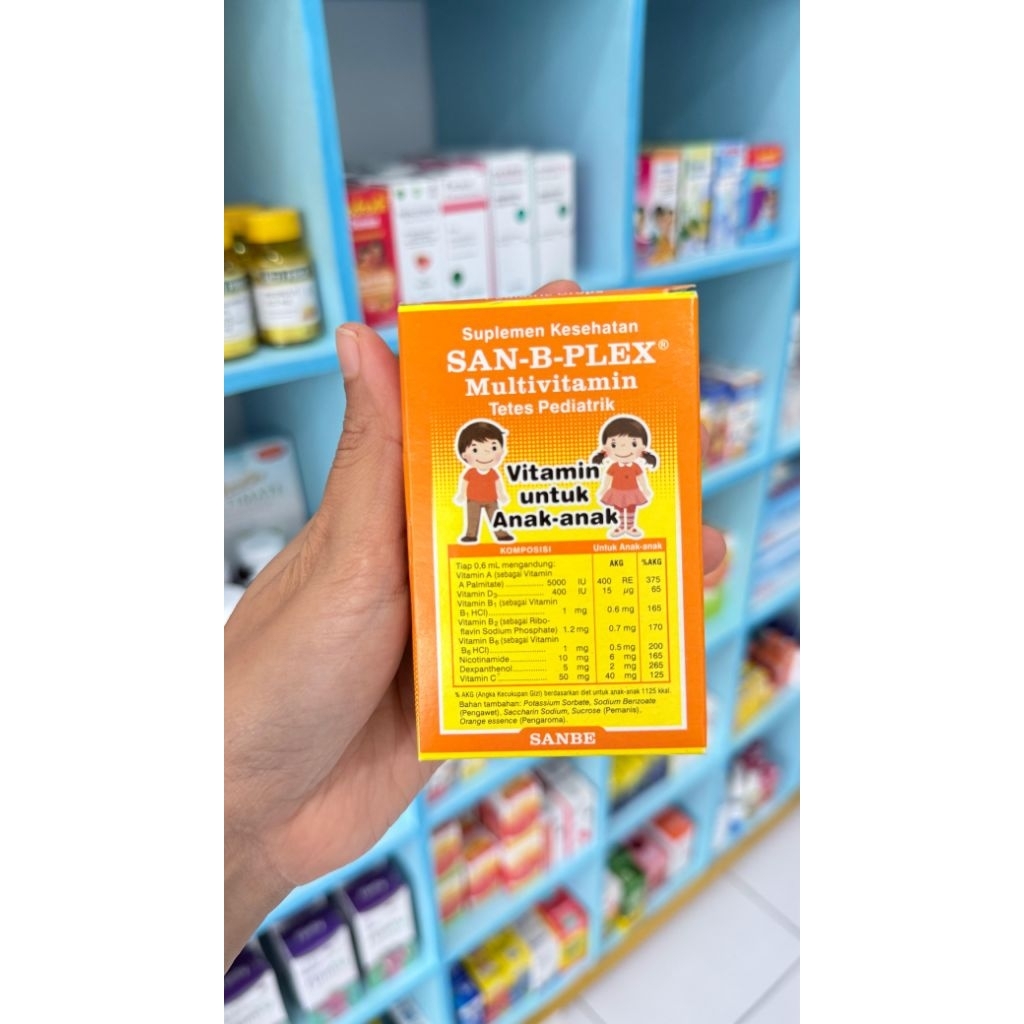 Suplemen Kesehatan
SAN-B-PLEX®
Multivitamin
Tetes Pediatrik
Vitamin
untuk
Anak-anak
KOMPOSISI Untuk Anak-anak
Tiap 0,6 mL mengandung: AKG %AKG
Vitamin A (sebagai Vitamin
A Palmitate) ............... 5000 IU 400 RE 375
Vitamin D3.................. 400 IU 15 µg 65
Vitamin B1 (sebagai Vitamin
B1 HCl)...................... 1 mg 0.6 mg 165
Vitamin B2 (sebagai Ribo-
flavin Sodium Phosphate) 1.2 mg 0.7 mg 170
Vitamin B6 (sebagai Vitamin
B6 HCl)...................... 1 mg 0.5 mg 200
Nicotinamide............... 10 mg 6 mg 165
Dexpanthenol.............. 5 mg 2 mg 265
Vitamin C ................... 50 mg 40 mg 125
% AKG (Angka Kecukupan Gizi) berdasarkan diet untuk anak-anak 1125 kkal.
Bahan tambahan: Potassium Sorbate, Sodium Benzoate
(Pengawet), Saccharin Sodium, Sucrose (Pemanis),
Orange essence (Pengaroma).
SANBE